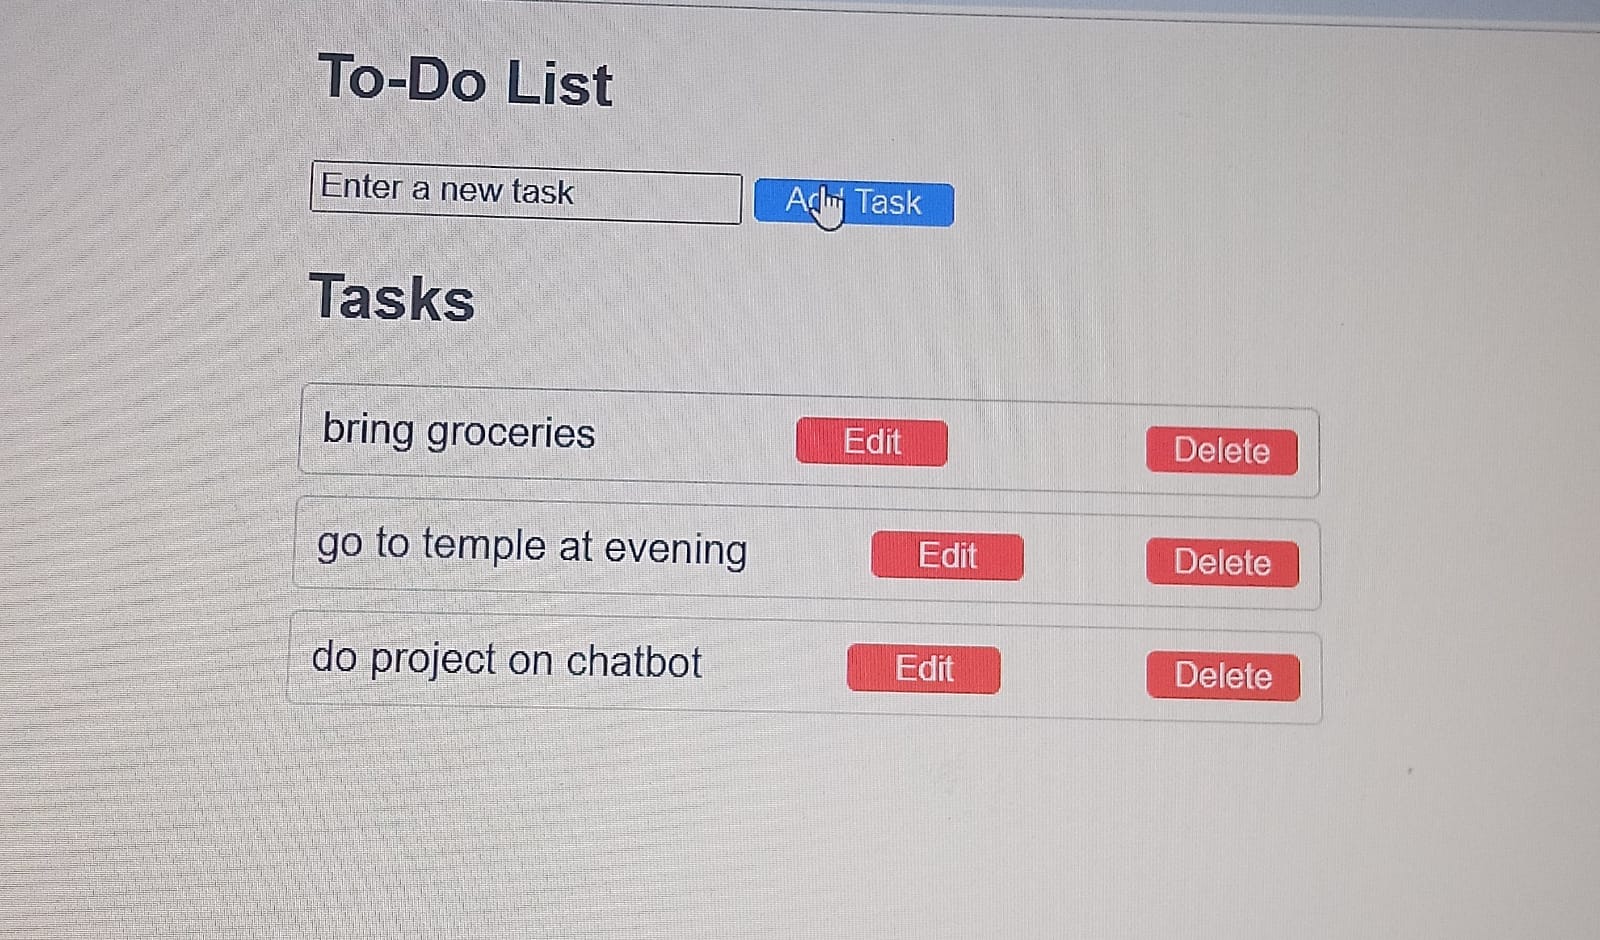 To-Do List
Enter a new task
Add Task
Tasks
bring groceries
Edit
Delete
go to temple at evening
Edit
Delete
do project on chatbot
Edit
Delete